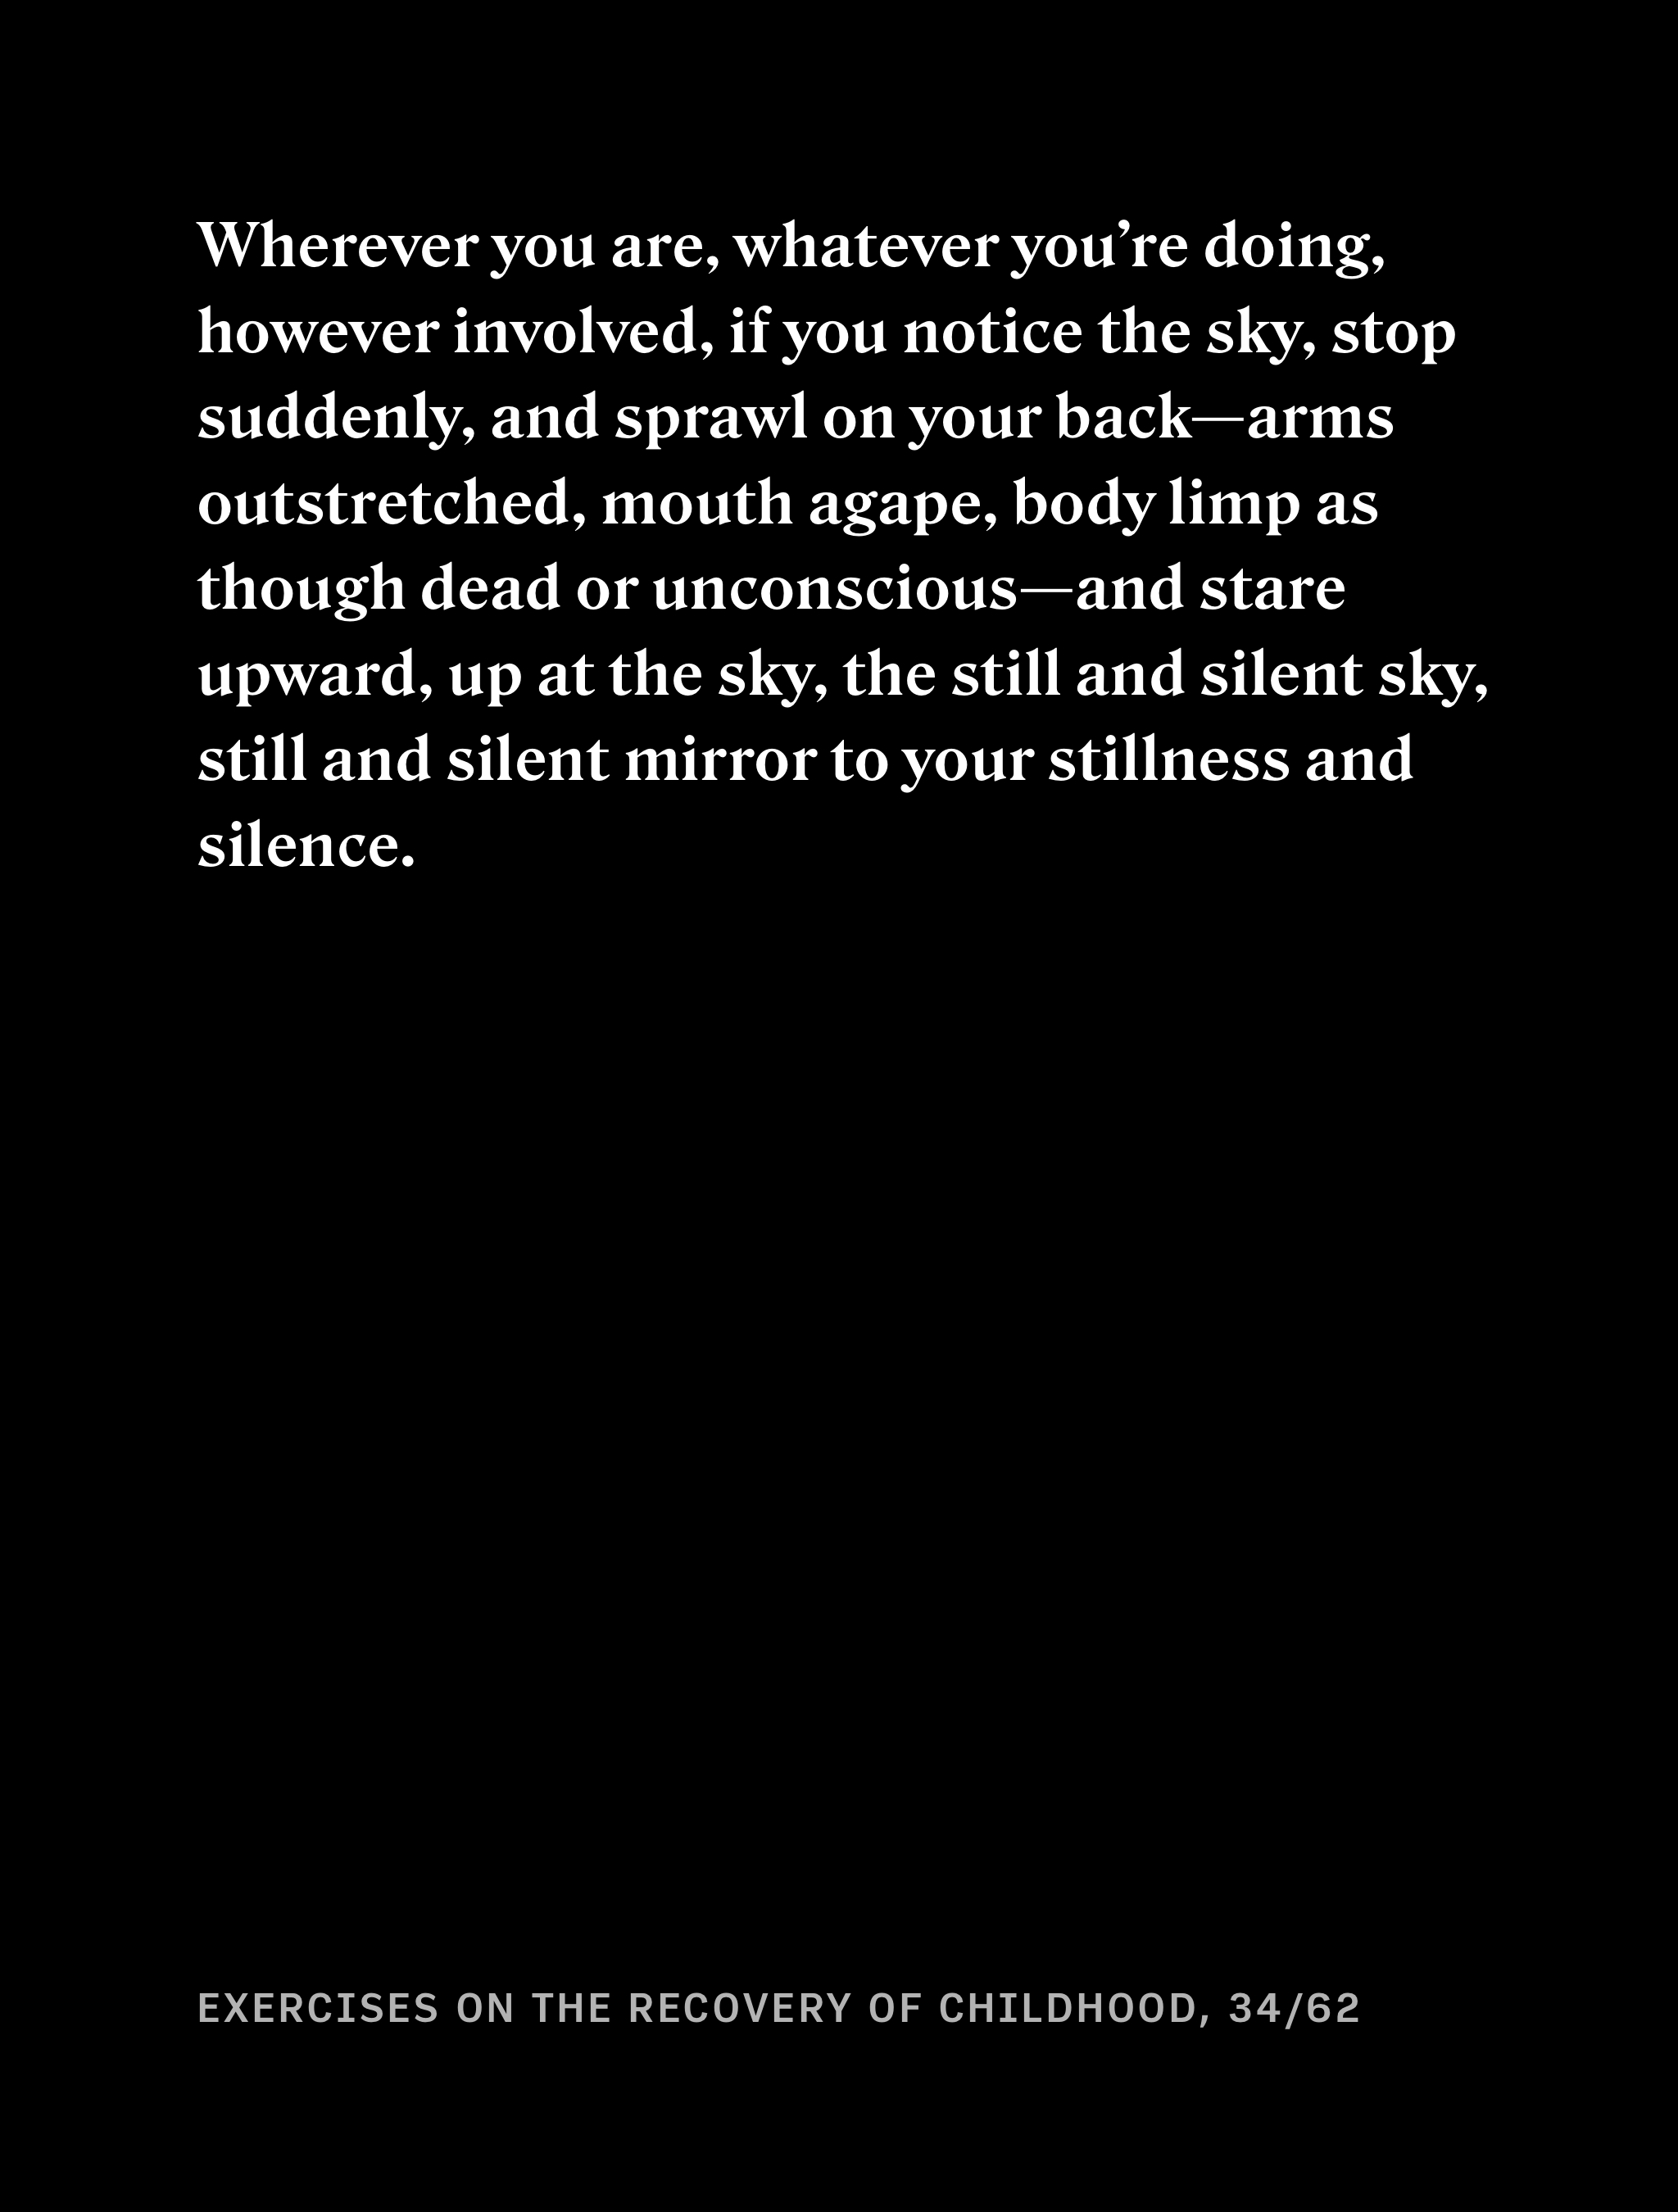 Wherever you are, whatever you’re doing,
however involved, if you notice the sky, stop
suddenly, and sprawl on your back—arms
outstretched, mouth agape, body limp as
though dead or unconscious—and stare
upward, up at the sky, the still and silent sky,
still and silent mirror to your stillness and
silence.
EXERCISES ON THE RECOVERY OF CHILDHOOD, 34/62